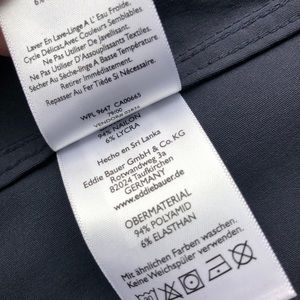 Laver En Lave-Linge A L'Eau Froide,
Cycle Délicat, Avec Couleurs Semblables.
Ne Pas Utiliser De Javellisant.
Ne Pas Utiliser D'Assouplissants Textiles.
Sécher Au Sèche-linge A Basse Température.
Retirer Immédiatement.
Repasser Au Fer Tiède Si Nécessaire.
WPL 9647 CA00665
VENDOR#
94% NAILON
6% LYCRA
Hecho en Sri Lanka
Eddie Bauer GmbH & Co. KG
Rotwandweg 3a
82024 Taufkirchen
GERMANY
www.eddiebauer.de
OBERMATERIAL
94% POLYAMID
6% ELASTHAN
Mit ähnlichen Farben waschen.
Keine Weichspüler verwenden.